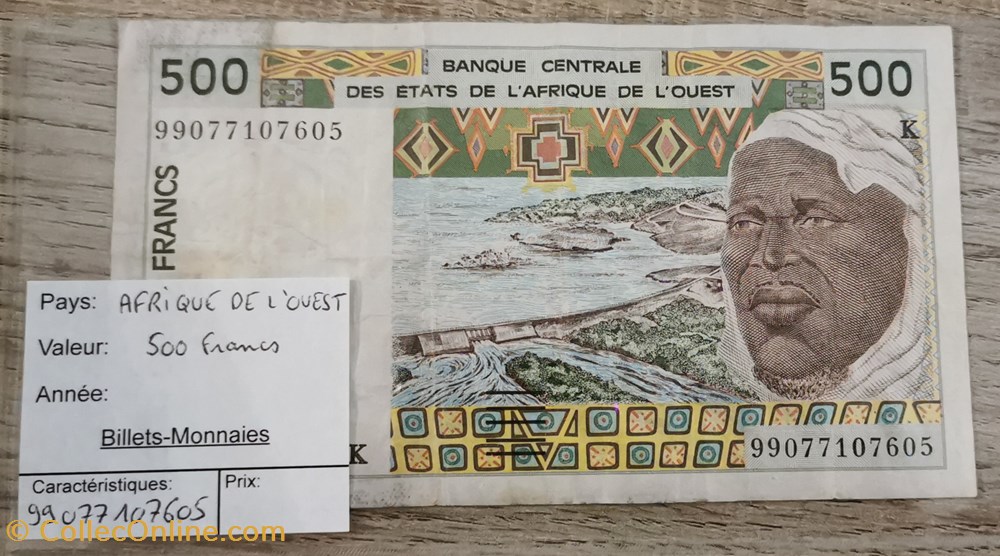 500
BANQUE CENTRALE
DES ÉTATS DE L'AFRIQUE DE L'OUEST
500
99077107605
K
FRANCS
K
99077107605
Pays: AFRIQUE DE L'OUEST
Valeur: 500 Francs
Année:
Billets-Monnaies
Caractéristiques:
99077107605
Prix:
© CollecOnline.com